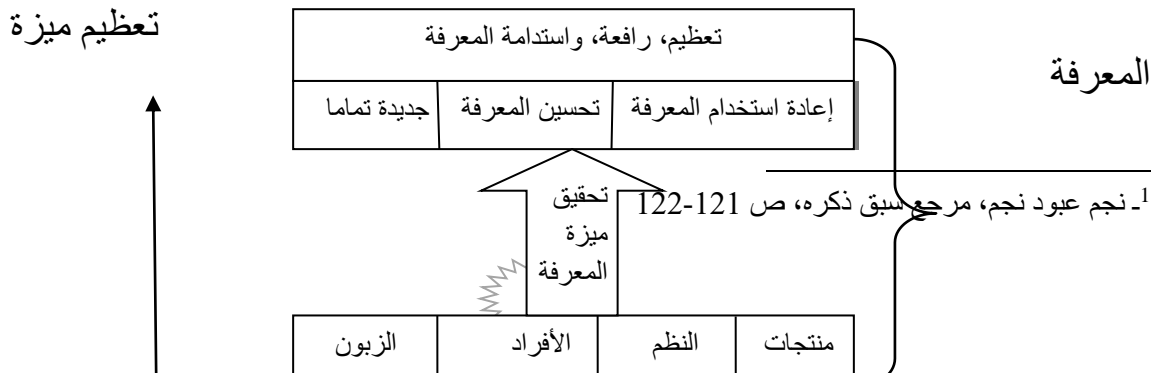 تعظيم ميزة
المعرفة
تعظيم، رافعة، واستدامة المعرفة
إعادة استخدام المعرفة تحسين المعرفة جديدة تماما
تحقيق
ميزة
المعرفة
1ـ نجم عبود نجم، مرجع سبق ذكره، ص 121-122
منتجات النظم الأفراد الزبون